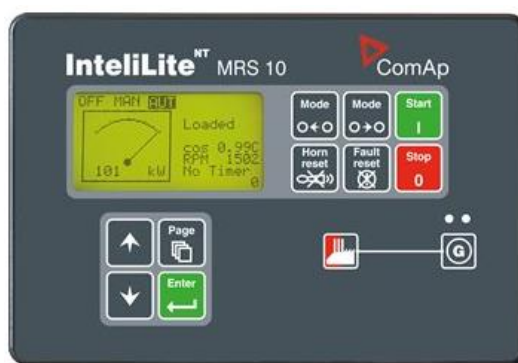 InteliLite NT MRS 10
ComAp
OFF MAN AUT
Loaded
cos 0.99C
RPM 1502
No Timer
101 kW
0
Mode
Mode
Start
I
Horn reset
Fault reset
Stop
0
Page
Enter
G